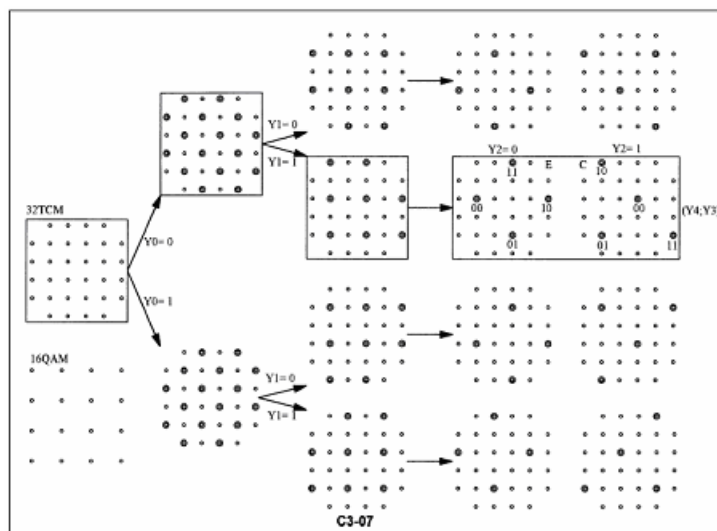 Y1= 0
Y1= 1
Y2= 0
Y2= 1
11
E
C
10
00
10
00
(Y4;Y3)
01
01
11
32TCM
Y0= 0
Y0= 1
16QAM
Y1= 0
Y1= 1
C3-07